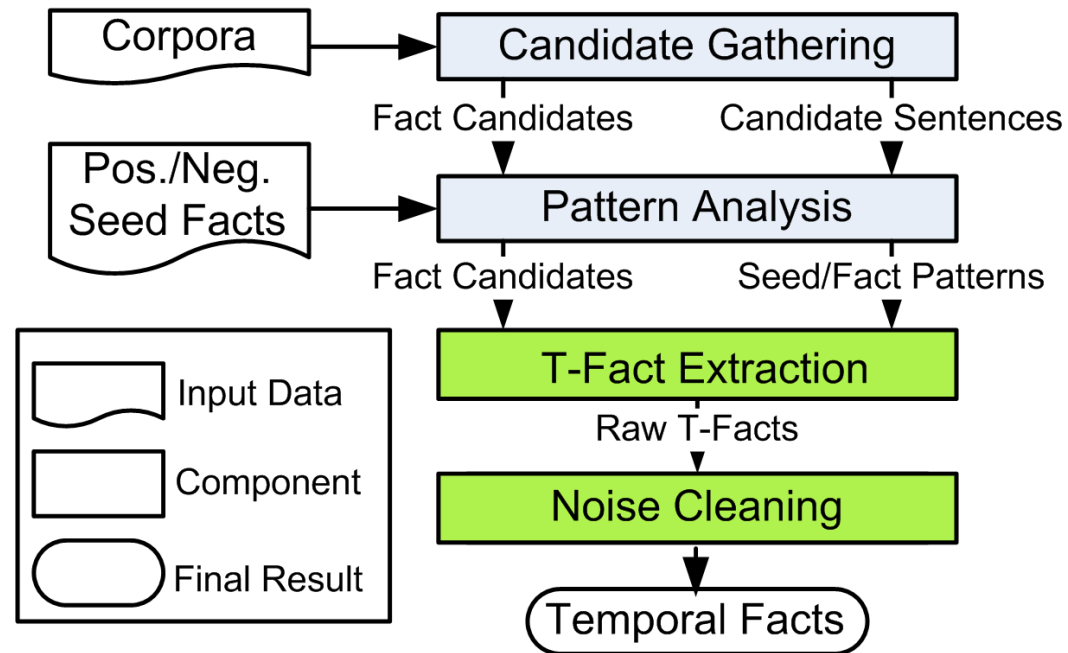 Corpora
Candidate Gathering
Fact Candidates
Candidate Sentences
Pos./Neg.
Seed Facts
Pattern Analysis
Fact Candidates
Seed/Fact Patterns
T-Fact Extraction
Raw T-Facts
Noise Cleaning
Temporal Facts
Input Data
Component
Final Result